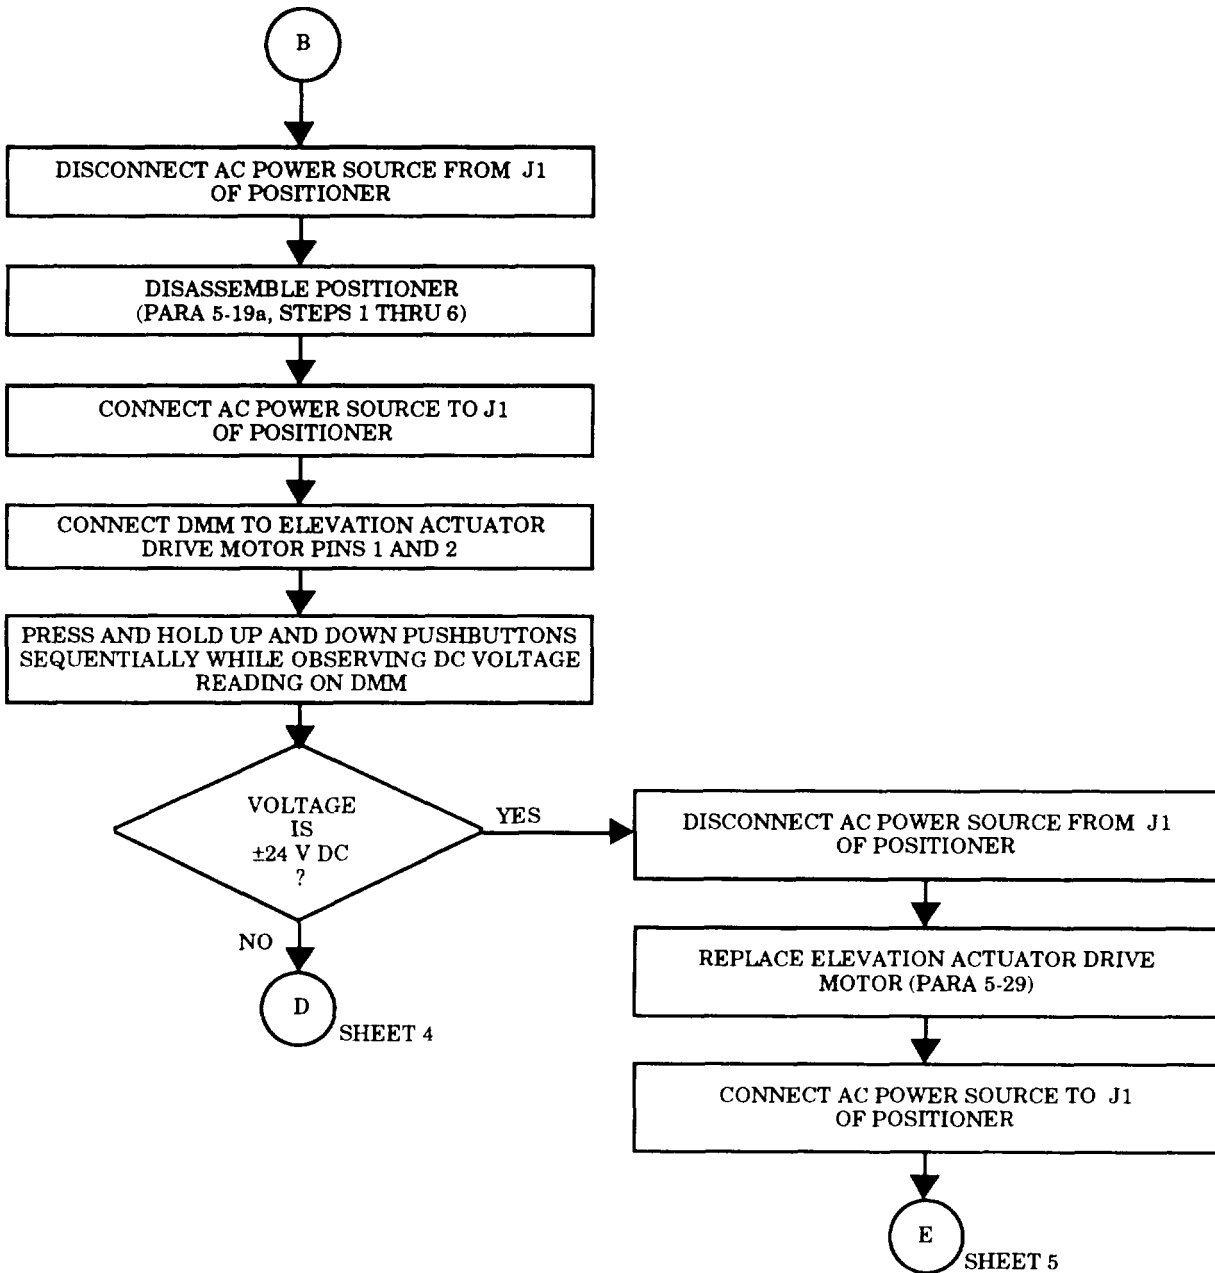 B
DISCONNECT AC POWER SOURCE FROM J1
OF POSITIONER
DISASSEMBLE POSITIONER
(PARA 5-19a, STEPS 1 THRU 6)
CONNECT AC POWER SOURCE TO J1
OF POSITIONER
CONNECT DMM TO ELEVATION ACTUATOR
DRIVE MOTOR PINS 1 AND 2
PRESS AND HOLD UP AND DOWN PUSHBUTTONS
SEQUENTIALLY WHILE OBSERVING DC VOLTAGE
READING ON DMM
VOLTAGE
IS
±24 V DC
?
YES
NO
D
SHEET 4
DISCONNECT AC POWER SOURCE FROM J1
OF POSITIONER
REPLACE ELEVATION ACTUATOR DRIVE
MOTOR (PARA 5-29)
CONNECT AC POWER SOURCE TO J1
OF POSITIONER
E
SHEET 5